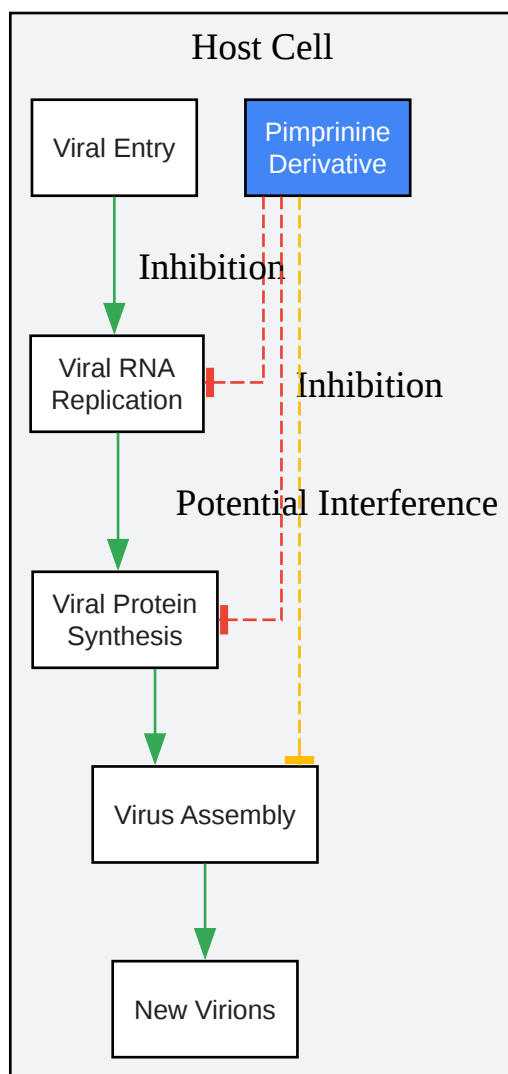 Host Cell
Viral Entry
Pimprinine
Derivative
Inhibition
Viral RNA
Replication
Inhibition
Potential Interference
Viral Protein
Synthesis
Virus Assembly
New Virions